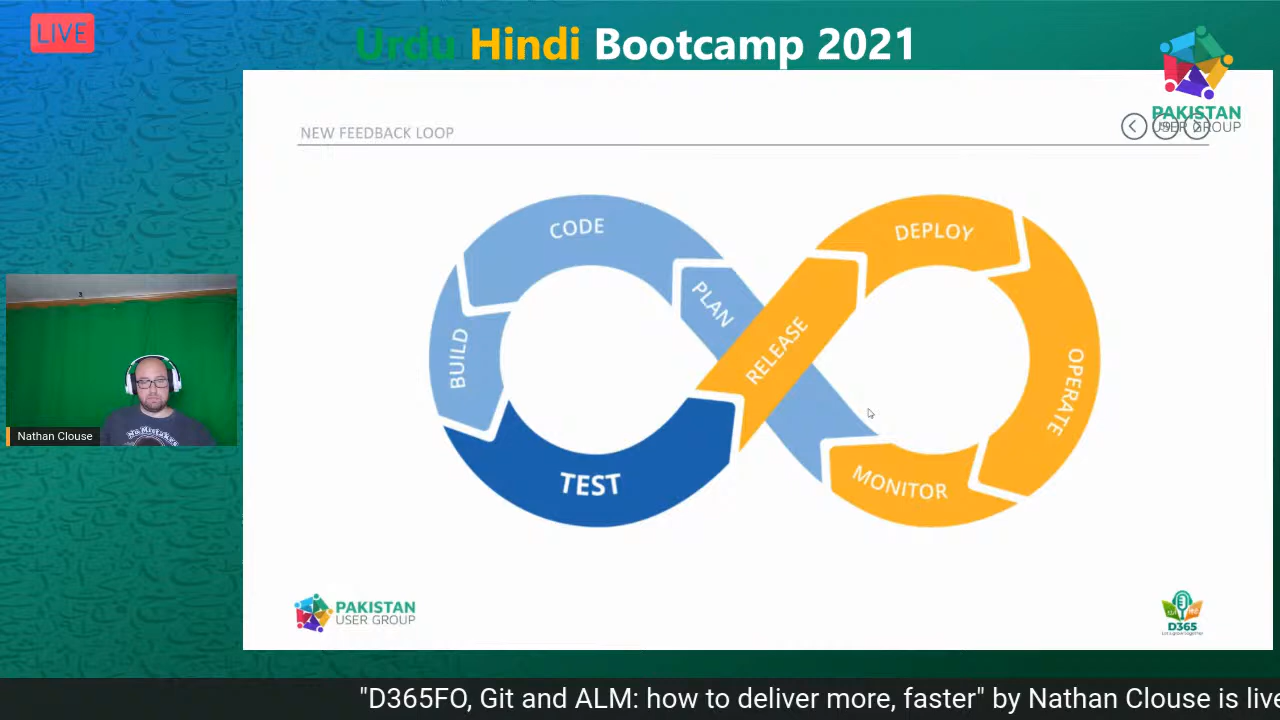 LIVE
Urdu Hindi Bootcamp 2021
PAKISTAN
USER GROUP
NEW FEEDBACK LOOP
CODE
DEPLOY
PLAN
RELEASE
BUILD
OPERATE
TEST
MONITOR
Nathan Clouse
No Mistakes
PAKISTAN
USER GROUP
D365
"D365FO, Git and ALM: how to deliver more, faster" by Nathan Clouse is live